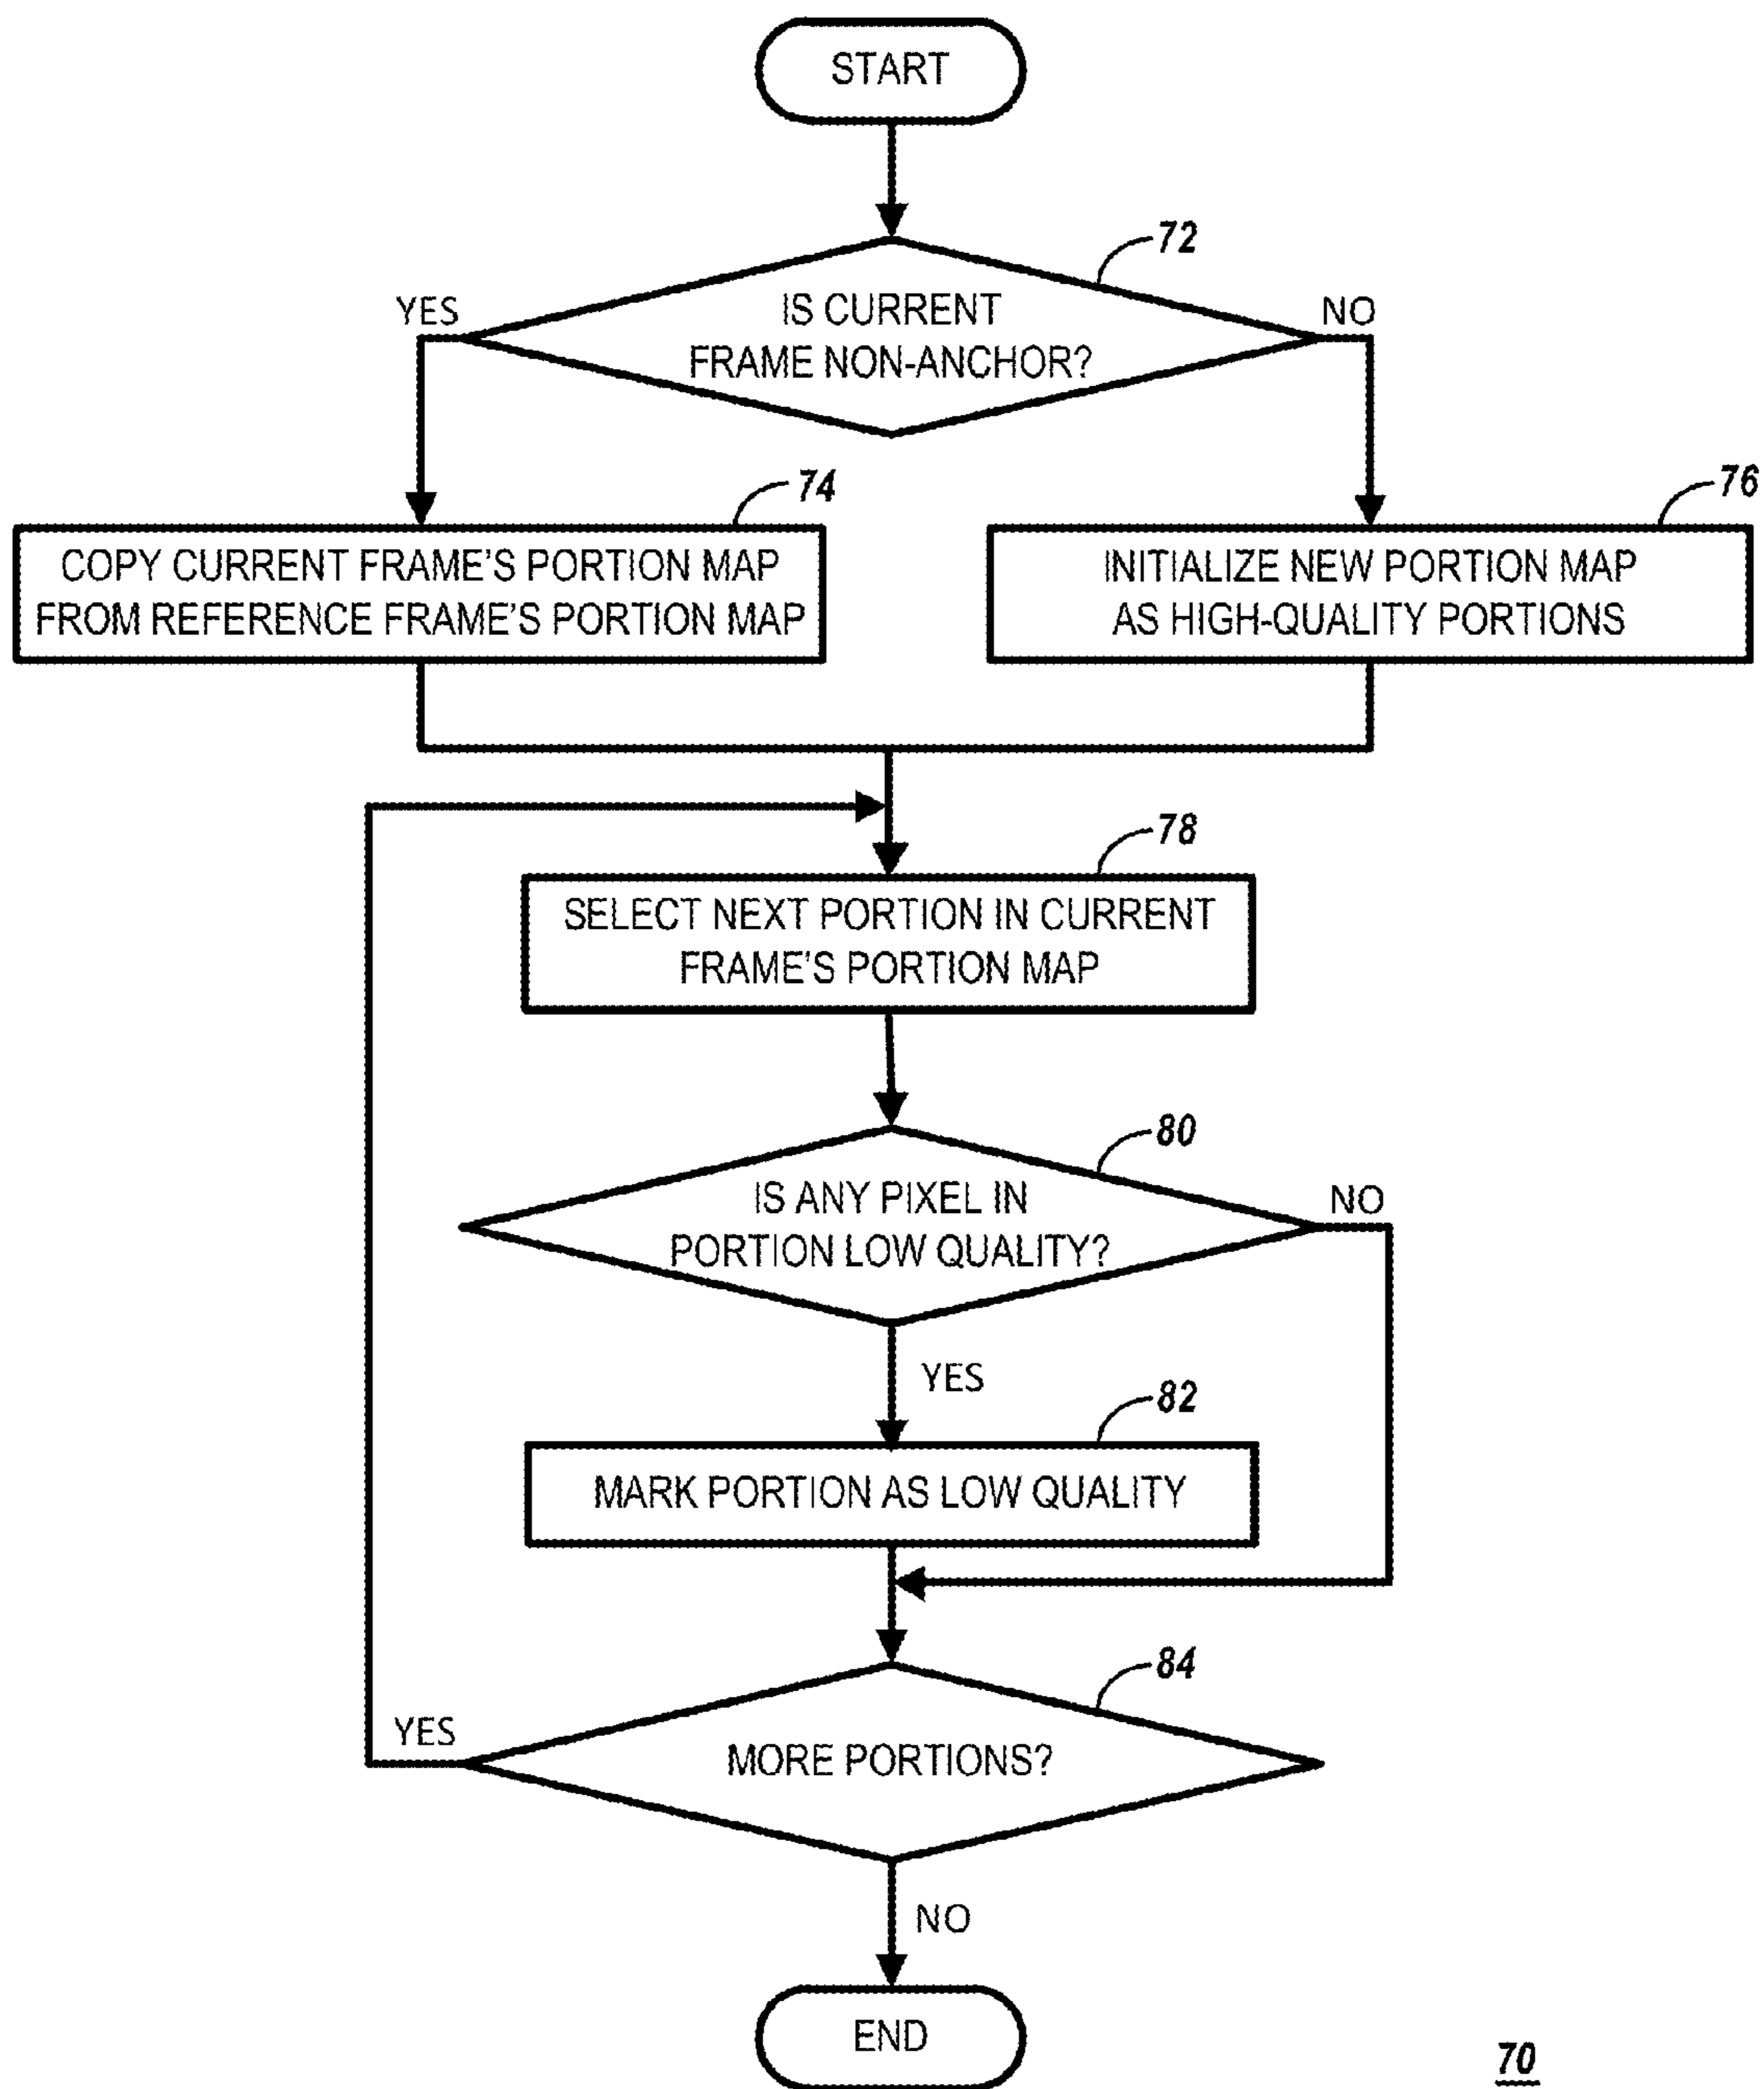 START
72
IS CURRENT
FRAME NON-ANCHOR?
YES
NO
74
COPY CURRENT FRAME'S PORTION MAP
FROM REFERENCE FRAME'S PORTION MAP
76
INITIALIZE NEW PORTION MAP
AS HIGH-QUALITY PORTIONS
78
SELECT NEXT PORTION IN CURRENT
FRAME'S PORTION MAP
80
IS ANY PIXEL IN
PORTION LOW QUALITY?
NO
YES
82
MARK PORTION AS LOW QUALITY
84
YES
MORE PORTIONS?
NO
END
70